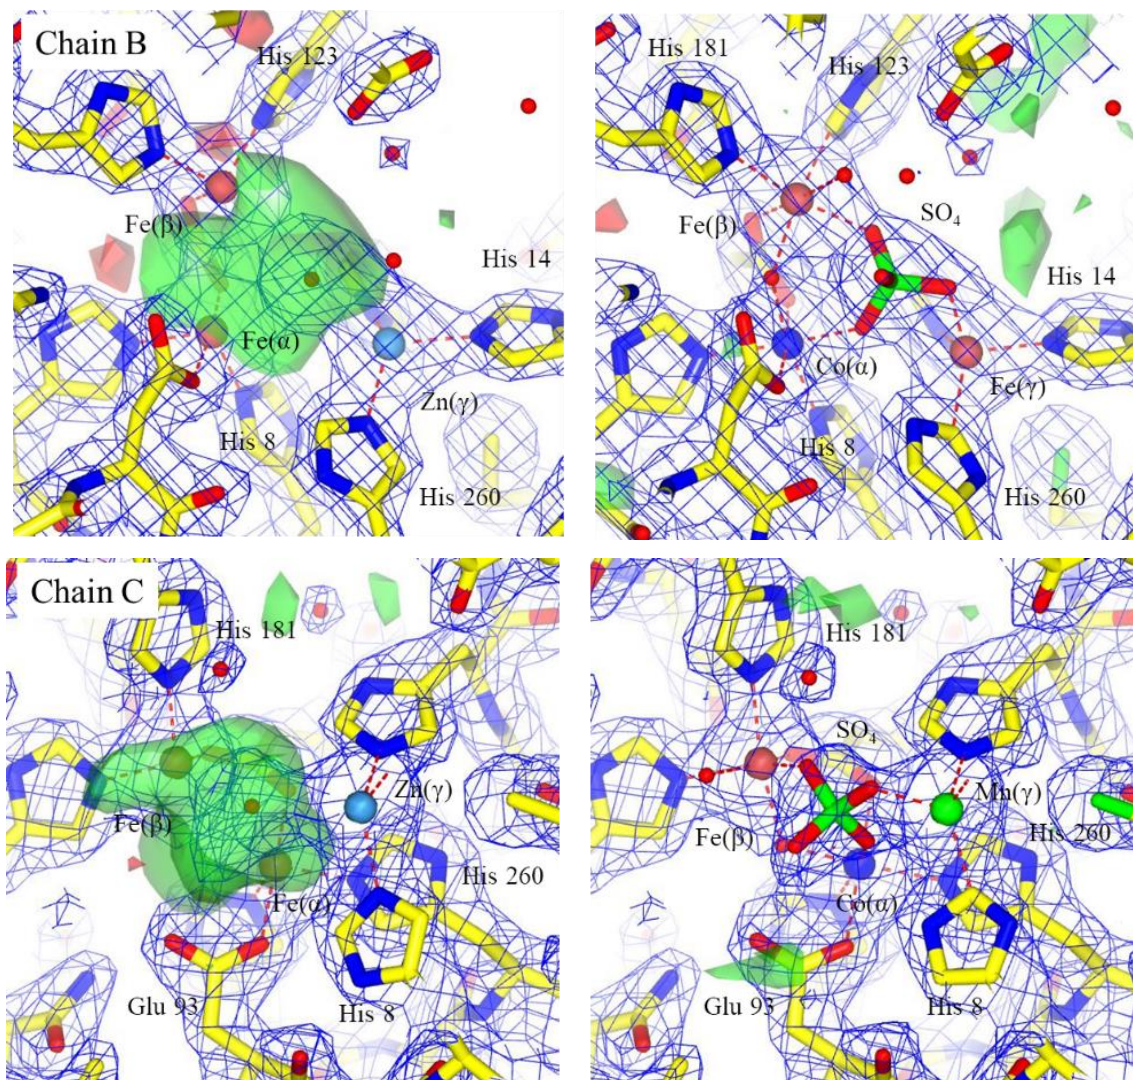 Chain B
His 123
Fe(β)
His 14
Fe(α)
Zn(γ)
His 8
His 260
His 181
His 123
Fe(β)
SO4
His 14
Co(α)
Fe(γ)
His 8
His 260
Chain C
His 181
Zn(γ)
Fe(β)
His 260
Fe(α)
Glu 93
His 8
His 181
SO4
Mn(γ)
Fe(β)
His 260
Co(α)
Glu 93
His 8